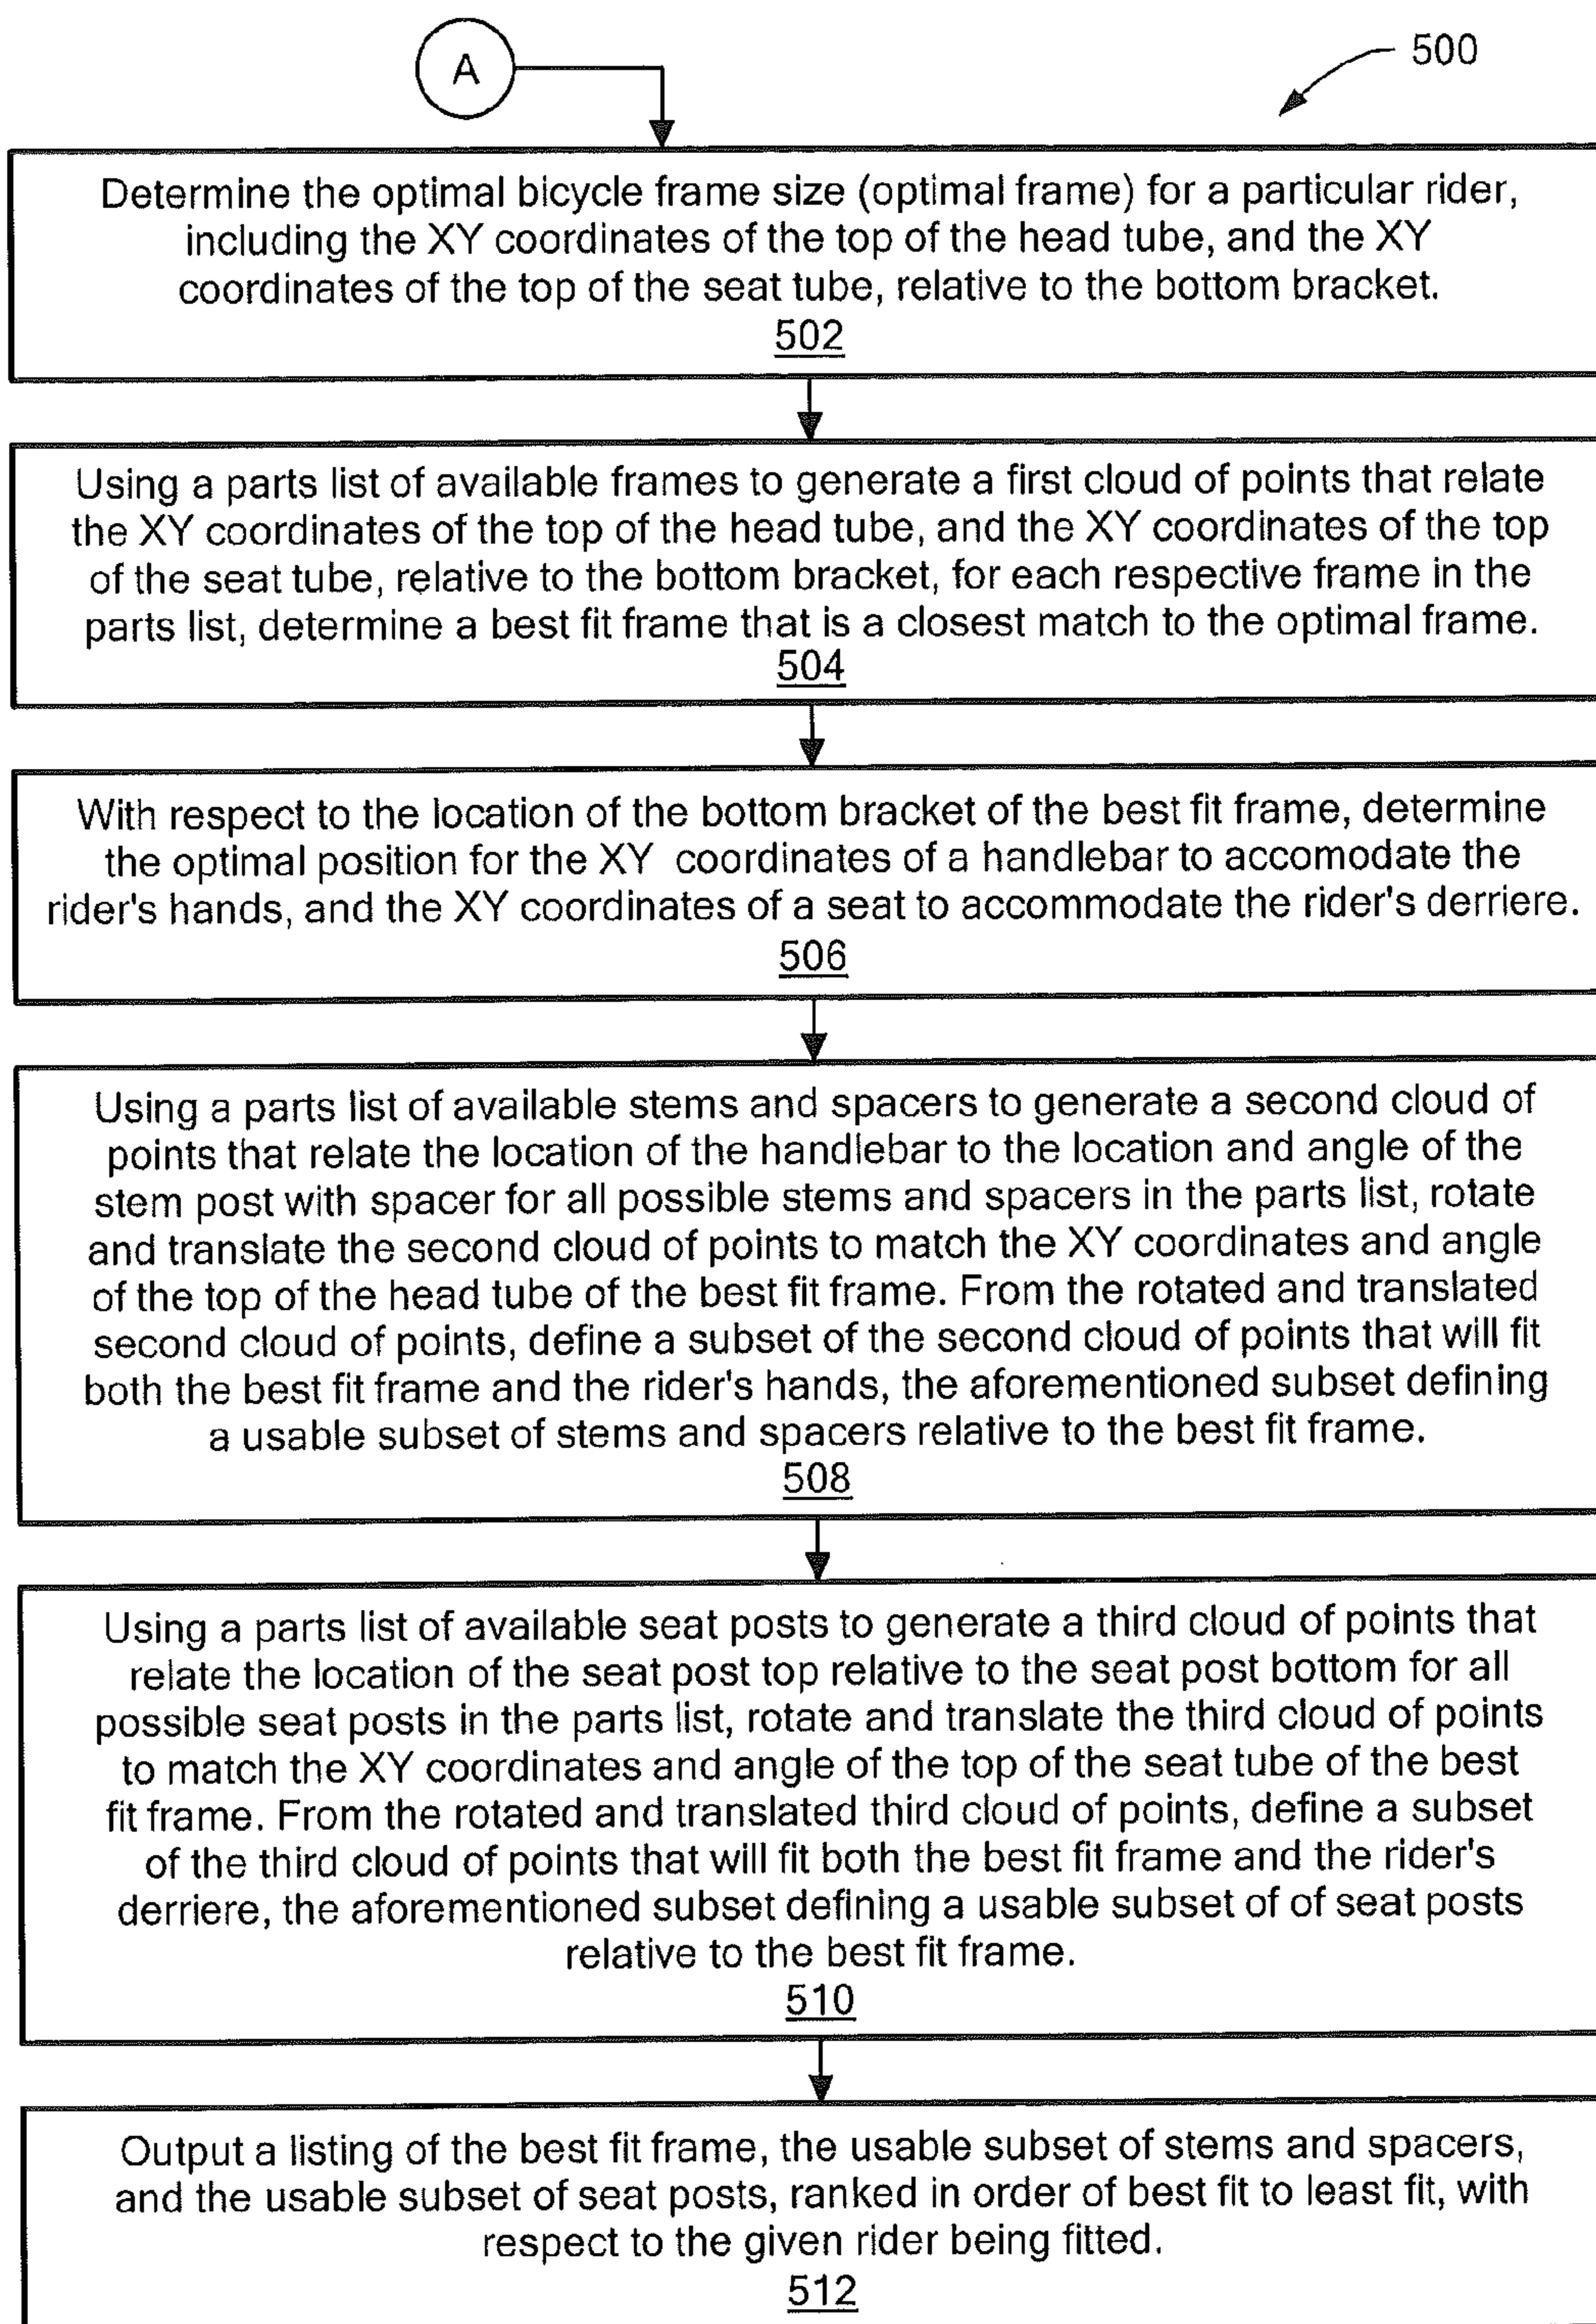 A
500
Determine the optimal bicycle frame size (optimal frame) for a particular rider,
including the XY coordinates of the top of the head tube, and the XY
coordinates of the top of the seat tube, relative to the bottom bracket.
502
Using a parts list of available frames to generate a first cloud of points that relate
the XY coordinates of the top of the head tube, and the XY coordinates of the top
of the seat tube, relative to the bottom bracket, for each respective frame in the
parts list, determine a best fit frame that is a closest match to the optimal frame.
504
With respect to the location of the bottom bracket of the best fit frame, determine
the optimal position for the XY coordinates of a handlebar to accomodate the
rider's hands, and the XY coordinates of a seat to accommodate the rider's derriere.
506
Using a parts list of available stems and spacers to generate a second cloud of
points that relate the location of the handlebar to the location and angle of the
stem post with spacer for all possible stems and spacers in the parts list, rotate
and translate the second cloud of points to match the XY coordinates and angle
of the top of the head tube of the best fit frame. From the rotated and translated
second cloud of points, define a subset of the second cloud of points that will fit
both the best fit frame and the rider's hands, the aforementioned subset defining
a usable subset of stems and spacers relative to the best fit frame.
508
Using a parts list of available seat posts to generate a third cloud of points that
relate the location of the seat post top relative to the seat post bottom for all
possible seat posts in the parts list, rotate and translate the third cloud of points
to match the XY coordinates and angle of the top of the seat tube of the best
fit frame. From the rotated and translated third cloud of points, define a subset
of the third cloud of points that will fit both the best fit frame and the rider's
derriere, the aforementioned subset defining a usable subset of of seat posts
relative to the best fit frame.
510
Output a listing of the best fit frame, the usable subset of stems and spacers,
and the usable subset of seat posts, ranked in order of best fit to least fit, with
respect to the given rider being fitted.
512